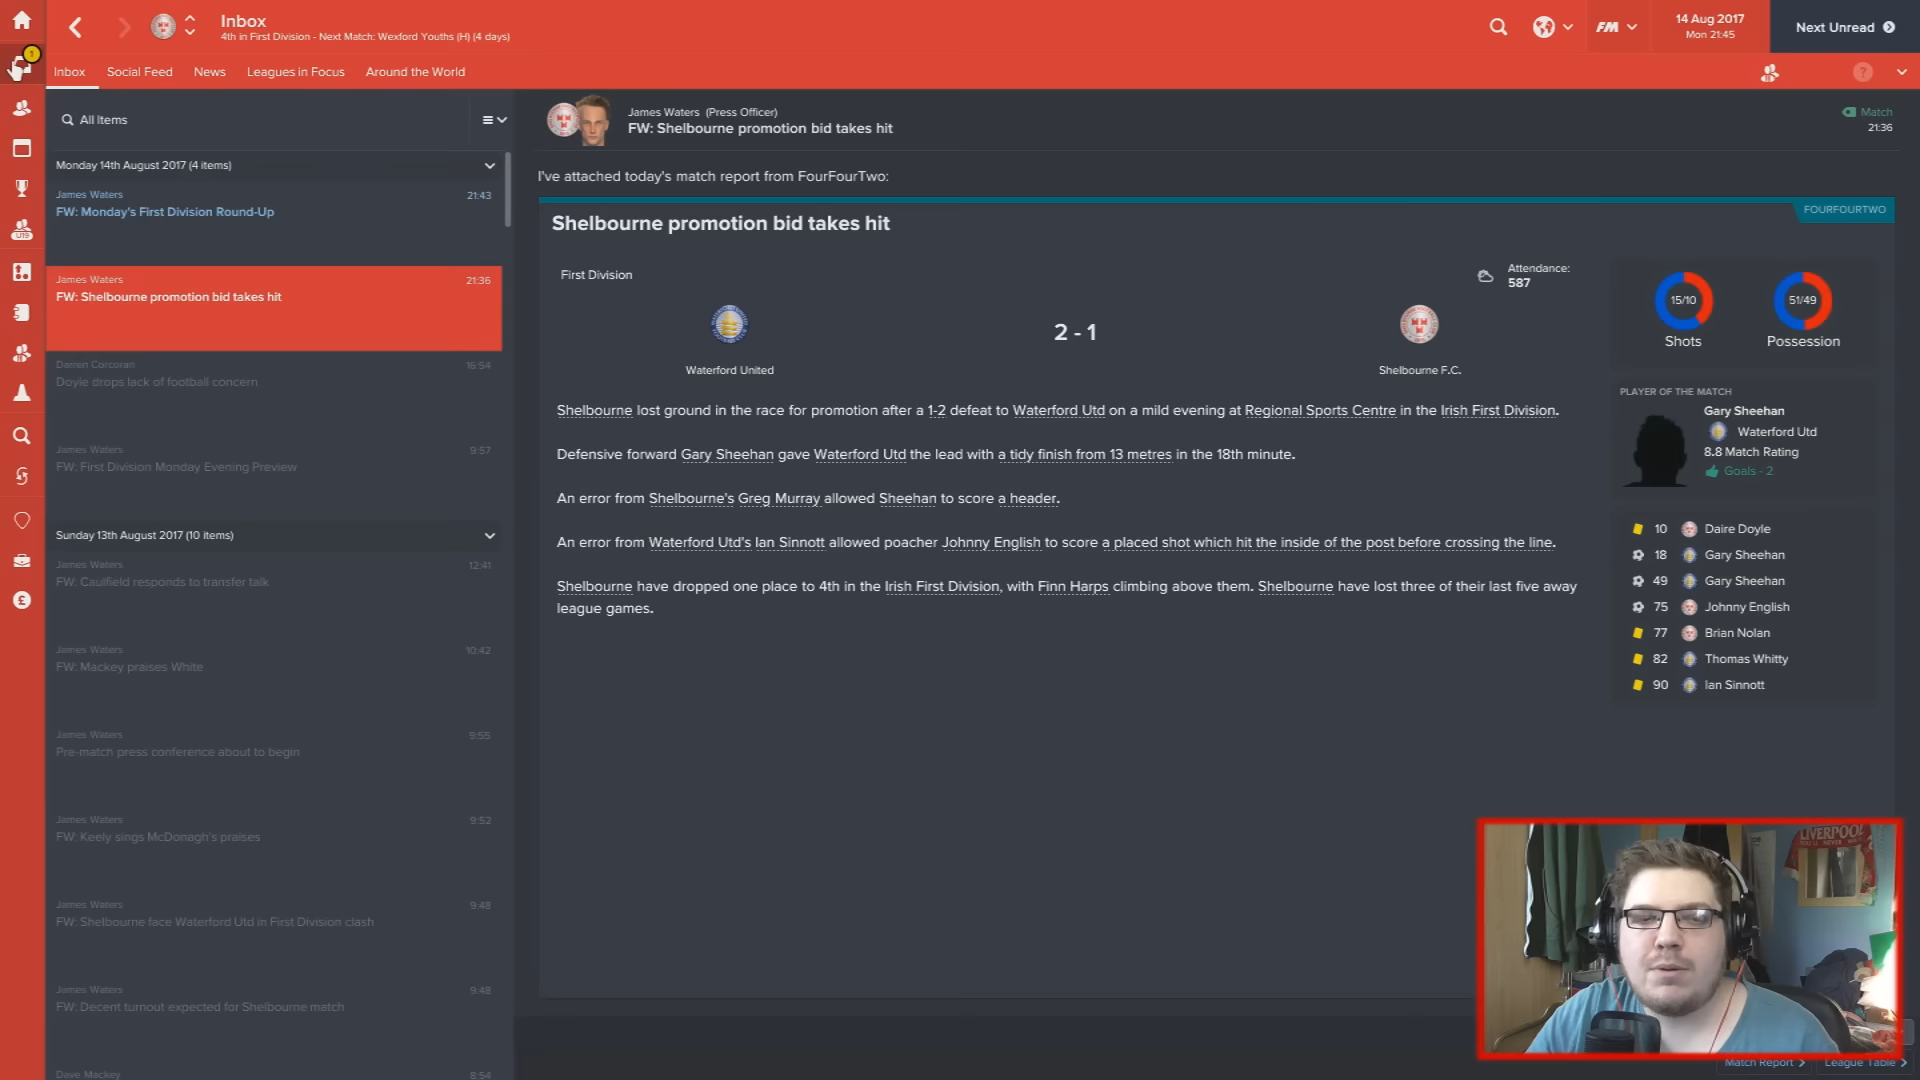 Inbox
4th in First Division - Next Match: Wexford Youths (H) (4 days)
FM
14 Aug 2017
Mon 21:45
Next Unread
1
Inbox
Social Feed
News
Leagues in Focus
Around the World
?
All Items
Monday 14th August 2017 (4 items)
James Waters
21:43
FW: Monday's First Division Round-Up
James Waters
21:36
FW: Shelbourne promotion bid takes hit
Darren Corcoran
16:54
Doyle drops lack of football concern
James Waters
9:57
FW: First Division Monday Evening Preview
Sunday 13th August 2017 (10 items)
James Waters
12:41
FW: Caulfield responds to transfer talk
James Waters
10:42
FW: Mackey praises White
James Waters
9:55
Pre-match press conference about to begin
James Waters
9:52
FW: Keely sings McDonagh's praises
James Waters
9:48
FW: Shelbourne face Waterford Utd in First Division clash
James Waters
9:48
FW: Decent turnout expected for Shelbourne match
Dave Mackey
8:54
U19
James Waters (Press Officer)
FW: Shelbourne promotion bid takes hit
Match
21:36
I've attached today's match report from FourFourTwo:
FOURFOURTWO
Shelbourne promotion bid takes hit
First Division
Attendance:
587
Waterford United
2 - 1
Shelbourne F.C.
Shelbourne lost ground in the race for promotion after a 1-2 defeat to Waterford Utd on a mild evening at Regional Sports Centre in the Irish First Division.
Defensive forward Gary Sheehan gave Waterford Utd the lead with a tidy finish from 13 metres in the 18th minute.
An error from Shelbourne's Greg Murray allowed Sheehan to score a header.
An error from Waterford Utd's Ian Sinnott allowed poacher Johnny English to score a placed shot which hit the inside of the post before crossing the line.
Shelbourne have dropped one place to 4th in the Irish First Division, with Finn Harps climbing above them. Shelbourne have lost three of their last five away
league games.
15/10
Shots
51/49
Possession
PLAYER OF THE MATCH
Gary Sheehan
Waterford Utd
8.8 Match Rating
Goals - 2
10 Daire Doyle
18 Gary Sheehan
49 Gary Sheehan
75 Johnny English
77 Brian Nolan
82 Thomas Whitty
90 Ian Sinnott
LIVERPOOL
Match Report
League Table